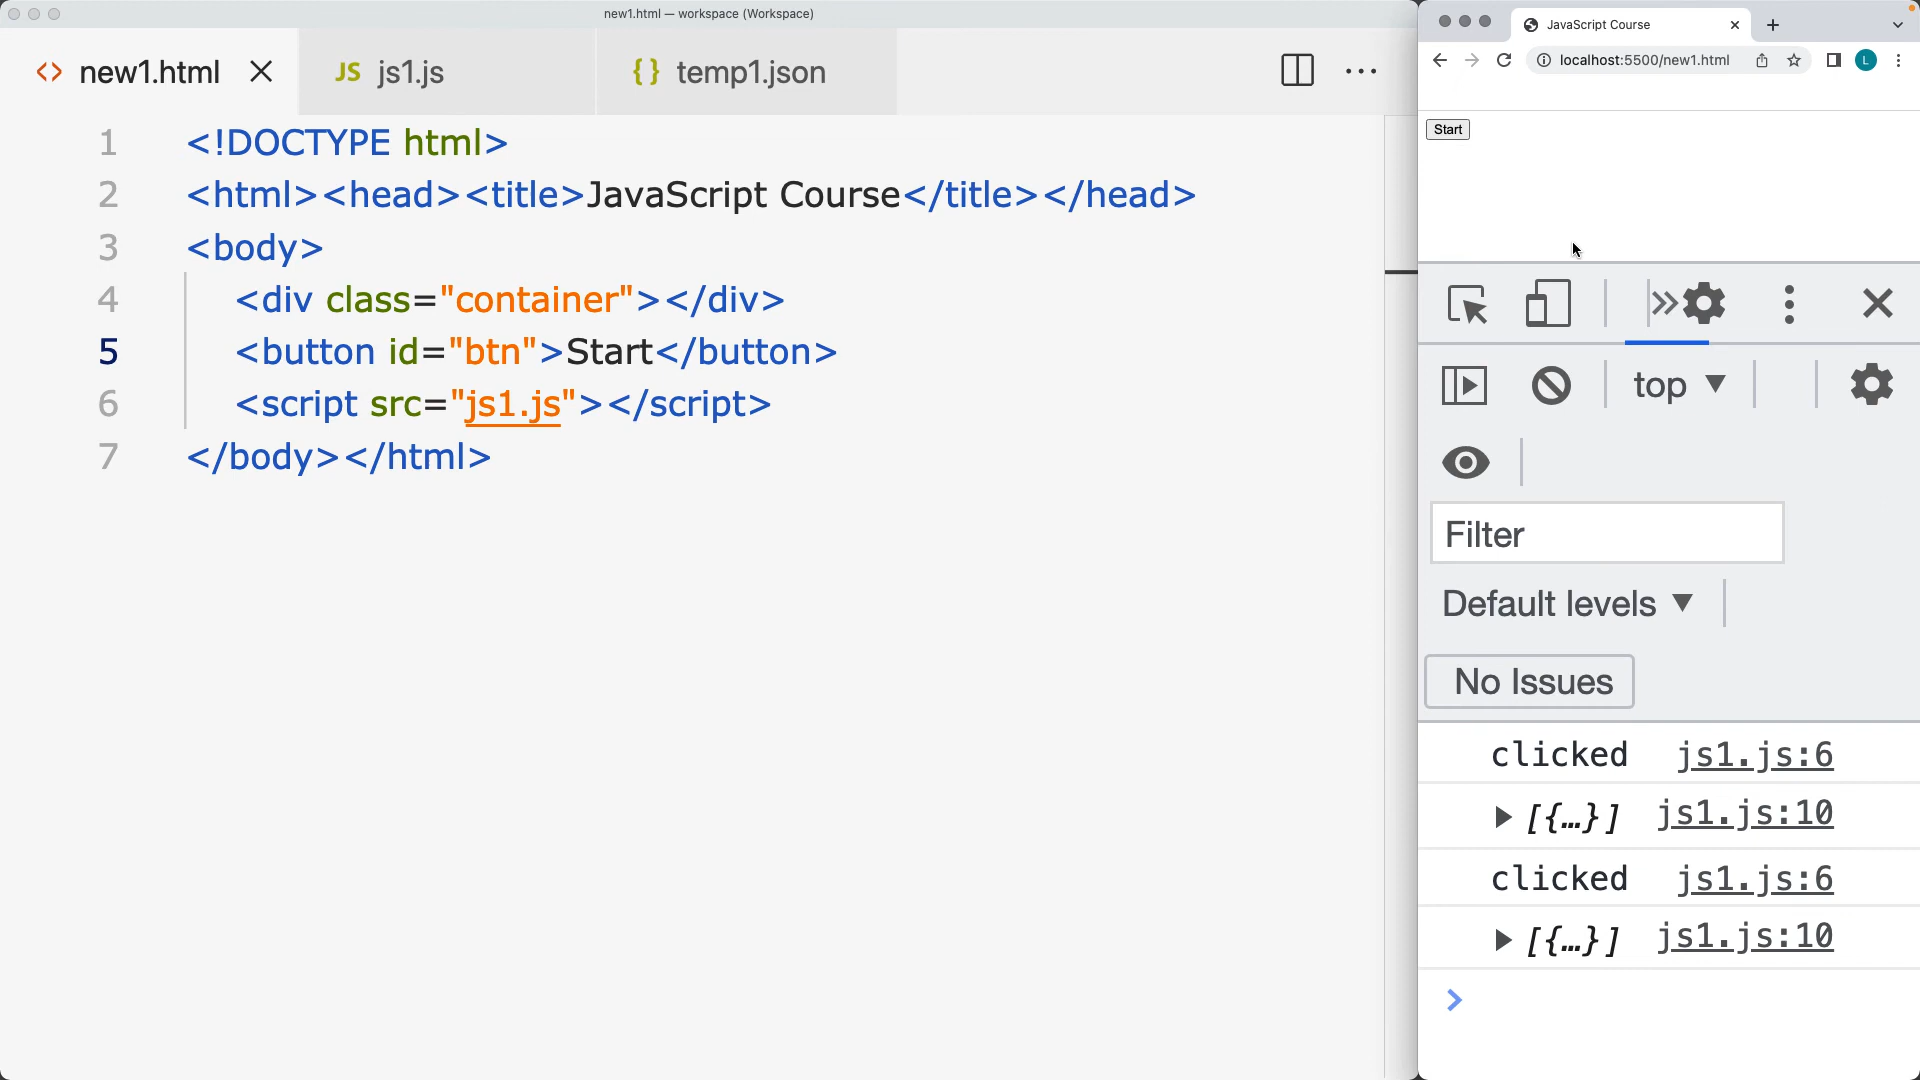 new1.html — workspace (Workspace)
new1.html
JS js1.js
{ } temp1.json
1 <!DOCTYPE html>
2 <html><head><title>JavaScript Course</title></head>
3 <body>
4 <div class="container"></div>
5 <button id="btn">Start</button>
6 <script src="js1.js"></script>
7 </body></html>
JavaScript Course
localhost:5500/new1.html
L
Start
top
Filter
Default levels
No Issues
clicked js1.js:6
[{…}] js1.js:10
clicked js1.js:6
[{…}] js1.js:10